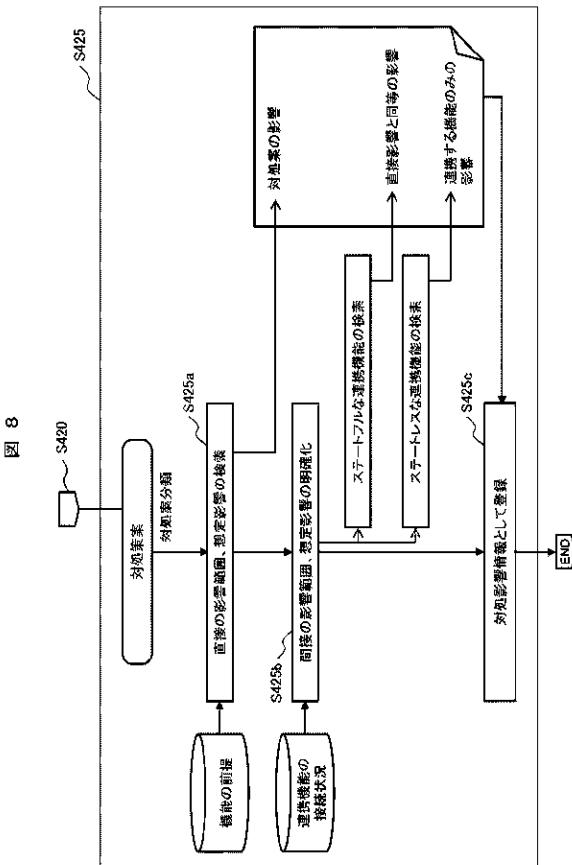 図 8
S420
S425
対処策案
対処案分類
機能の前提
S425a
直接の影響範囲、想定影響の検索
対処案の影響
連携機能の
接続状況
S425b
間接の影響範囲、想定影響の明確化
ステートフルな連携機能の検索
直接影響と同等の影響
ステートレスな連携機能の検索
連携する機能のみの
影響
S425c
対処影響情報として登録
[END]